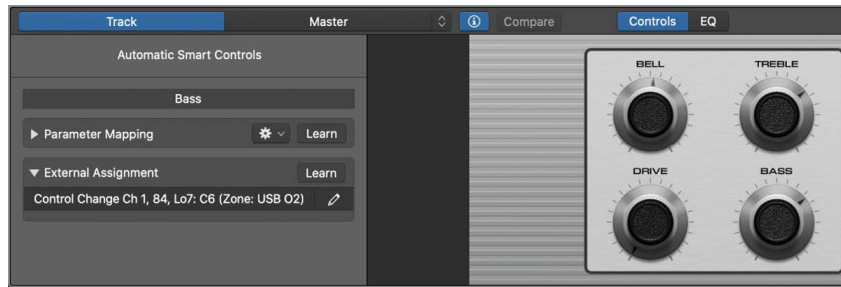 Track Master Compare Controls EQ
Automatic Smart Controls
Bass
Parameter Mapping Learn
External Assignment Learn
Control Change Ch 1, 84, Lo7: C6 (Zone: USB O2)
BELL TREBLE
DRIVE BASS